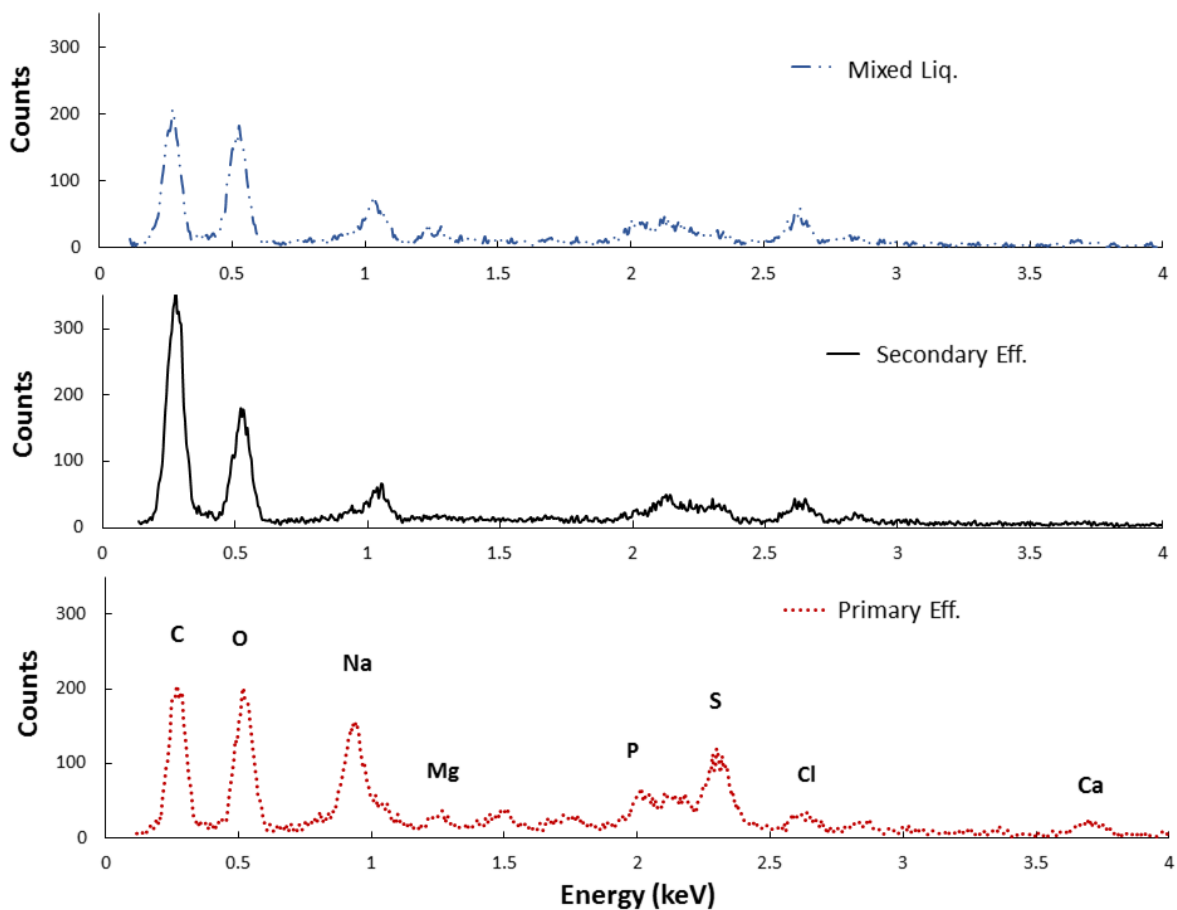 300
200
100
0
Counts
Mixed Liq.
0 0.5 1 1.5 2 2.5 3 3.5 4
300
200
100
0
Counts
Secondary Eff.
0 0.5 1 1.5 2 2.5 3 3.5 4
300
200
100
0
Counts
Primary Eff.
C O Na Mg P S Cl Ca
0 0.5 1 1.5 2 2.5 3 3.5 4
Energy (keV)